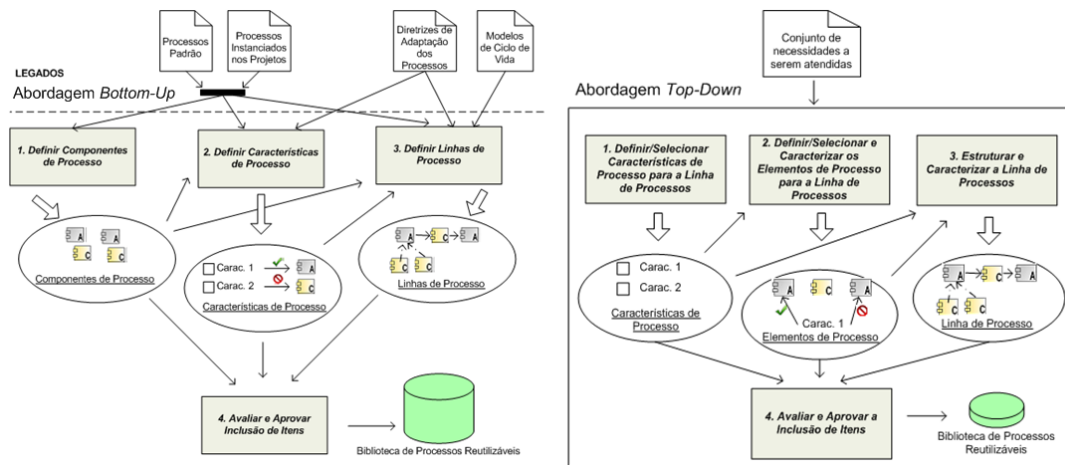 Processos
Padrão
Processos
Instanciados
nos Projetos
Diretrizes de
Adaptação
dos
Processos
Modelos
de Ciclo de
Vida
LEGADOS
Abordagem Bottom-Up
1. Definir Componentes
de Processo
2. Definir Características
de Processo
3. Definir Linhas de
Processo
A
A
C
C
Componentes de Processo
Carac. 1
A
Carac. 2
C
Características de Processo
A
C
A
C
C
Linhas de Processo
4. Avaliar e Aprovar
Inclusão de Itens
Biblioteca de Processos Reutilizáveis
Conjunto de
necessidades a
serem atendidas
Abordagem Top-Down
1. Definir/Selecionar
Características de
Processo para a Linha
de Processos
2. Definir/Selecionar e
Caracterizar os
Elementos de Processo
para a Linha de
Processos
3. Estruturar e
Caracterizar a Linha de
Processos
Carac. 1
Carac. 2
Características de
Processo
A
C
A
Carac. 1
Elementos de Processo
A
C
A
C
C
Linha de Processo
4. Avaliar e Aprovar a
Inclusão de Itens
Biblioteca de Processos
Reutilizáveis